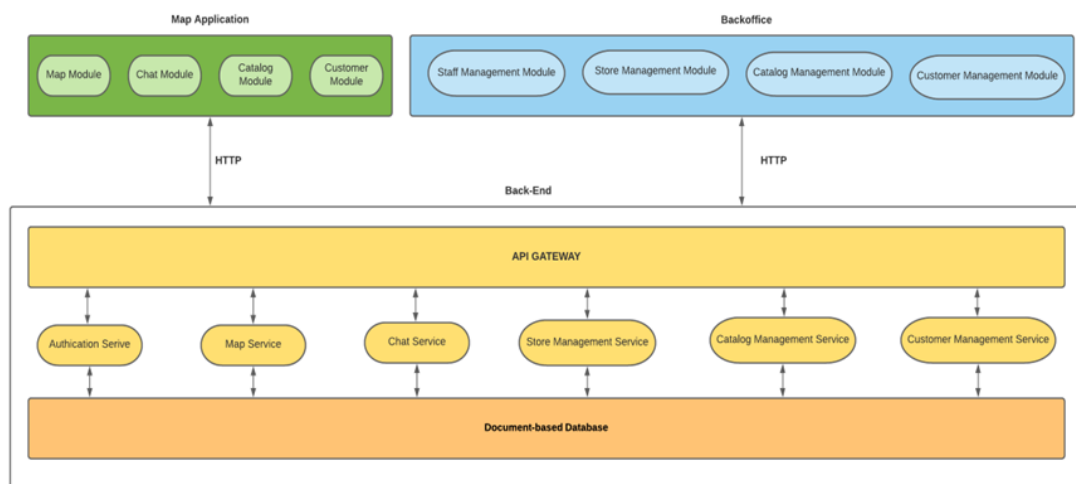 Map Application
Backoffice
Map Module
Chat Module
Catalog
Module
Customer
Module
Staff Management Module
Store Management Module
Catalog Management Module
Customer Management Module
HTTP
HTTP
Back-End
API GATEWAY
Authication Serive
Map Service
Chat Service
Store Management Service
Catalog Management Service
Customer Management Service
Document-based Database